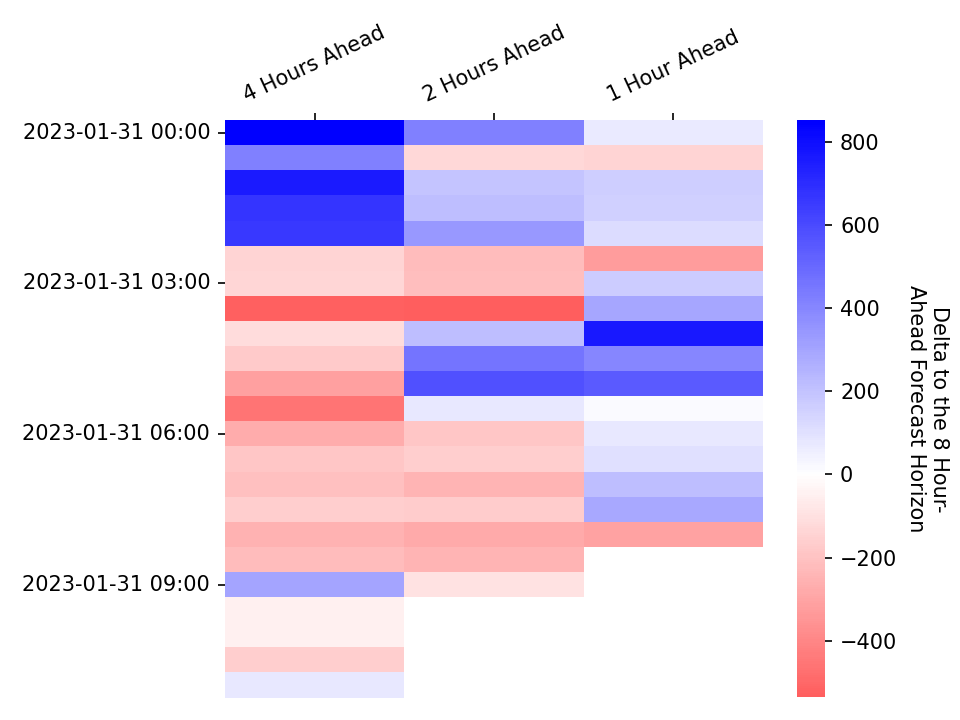 4 Hours Ahead
2 Hours Ahead
1 Hour Ahead
2023-01-31 00:00
2023-01-31 03:00
2023-01-31 06:00
2023-01-31 09:00
800
600
400
200
0
−200
−400
Delta to the 8 Hour-
Ahead Forecast Horizon